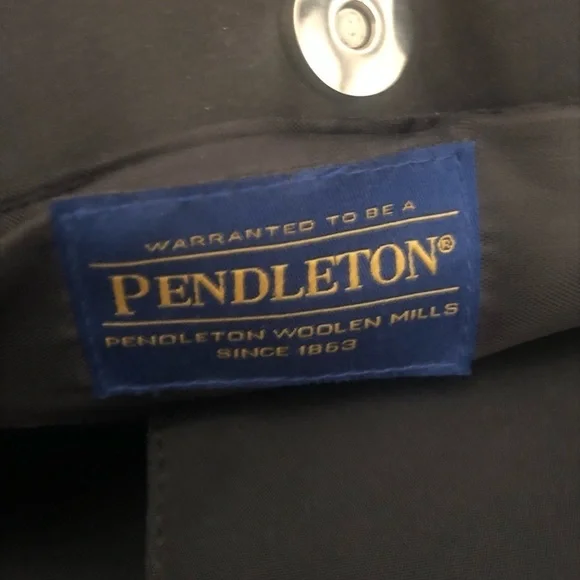 WARRANTED TO BE A
PENDLETON®
PENDLETON WOOLEN MILLS
SINCE 1863